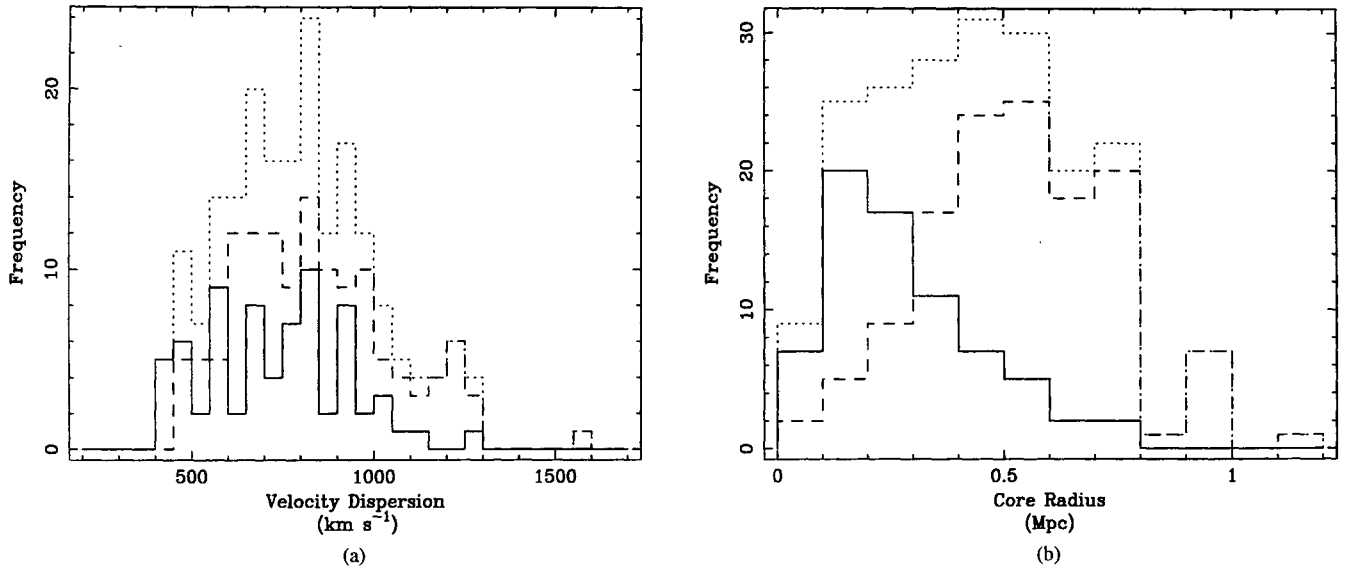 20
10
0
Frequency
500
1000
1500
Velocity Dispersion
(km s⁻¹)
(a)
30
20
10
0
Frequency
0
0.5
1
Core Radius
(Mpc)
(b)